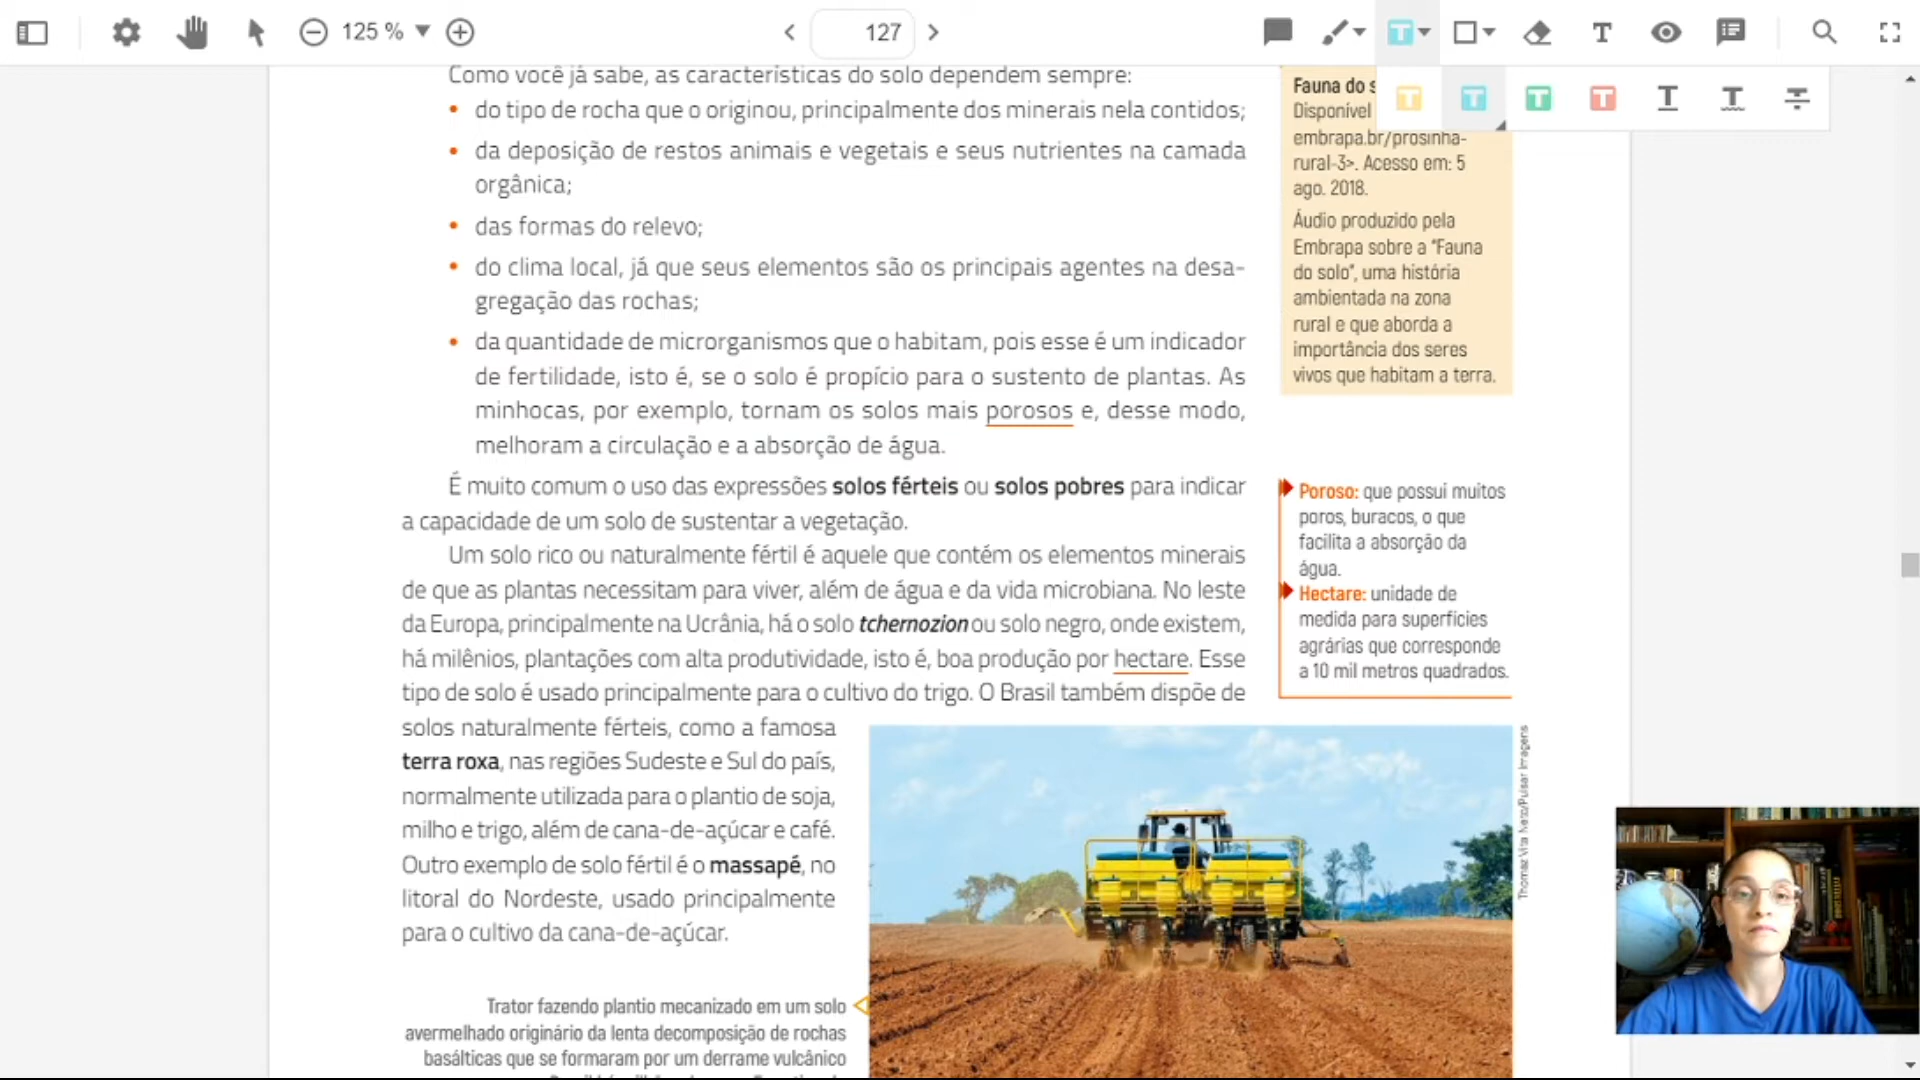 125 %
127
Como você já sabe, as características do solo dependem sempre:
• do tipo de rocha que o originou, principalmente dos minerais nela contidos;
• da deposição de restos animais e vegetais e seus nutrientes na camada
orgânica;
• das formas do relevo;
• do clima local, já que seus elementos são os principais agentes na desa-
gregação das rochas;
• da quantidade de microrganismos que o habitam, pois esse é um indicador
de fertilidade, isto é, se o solo é propício para o sustento de plantas. As
minhocas, por exemplo, tornam os solos mais porosos e, desse modo,
melhoram a circulação e a absorção de água.
É muito comum o uso das expressões solos férteis ou solos pobres para indicar
a capacidade de um solo de sustentar a vegetação.
Um solo rico ou naturalmente fértil é aquele que contém os elementos minerais
de que as plantas necessitam para viver, além de água e da vida microbiana. No leste
da Europa, principalmente na Ucrânia, há o solo tchernozion ou solo negro, onde existem,
há milênios, plantações com alta produtividade, isto é, boa produção por hectare. Esse
tipo de solo é usado principalmente para o cultivo do trigo. O Brasil também dispõe de
solos naturalmente férteis, como a famosa
terra roxa, nas regiões Sudeste e Sul do país,
normalmente utilizada para o plantio de soja,
milho e trigo, além de cana-de-açúcar e café.
Outro exemplo de solo fértil é o massapé, no
litoral do Nordeste, usado principalmente
para o cultivo da cana-de-açúcar.
Fauna do s
Disponível
embrapa.br/prosinha-
rural-3>. Acesso em: 5
ago. 2018.
Áudio produzido pela
Embrapa sobre a "Fauna
do solo", uma história
ambientada na zona
rural e que aborda a
importância dos seres
vivos que habitam a terra.
Poroso: que possui muitos
poros, buracos, o que
facilita a absorção da
água.
Hectare: unidade de
medida para superfícies
agrárias que corresponde
a 10 mil metros quadrados.
Thomaz Vita Neto/Pulsar Imagens
Trator fazendo plantio mecanizado em um solo
avermelhado originário da lenta decomposição de rochas
basálticas que se formaram por um derrame vulcânico